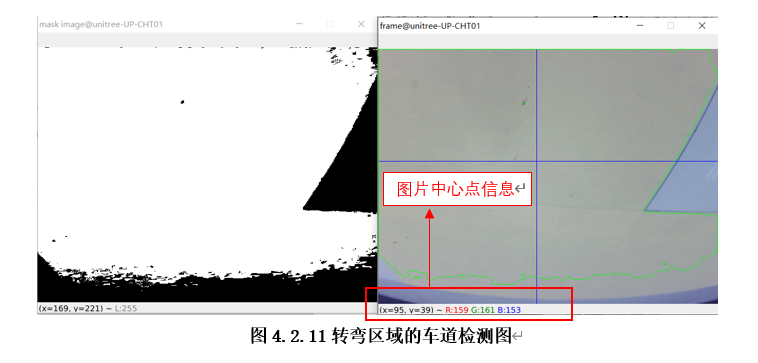 mask image@unitree-UP-CHT01
frame@unitree-UP-CHT01
图片中心点信息
(x=169, y=221) ~ L:255
(x=95, y=39) ~ R:159 G:161 B:153
图 4.2.11 转弯区域的车道检测图